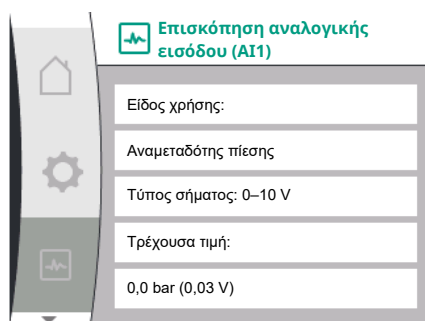 Επισκόπηση αναλογικής
εισόδου (AI1)
Είδος χρήσης:
Αναμεταδότης πίεσης
Τύπος σήματος: 0–10 V
Τρέχουσα τιμή:
0,0 bar (0,03 V)